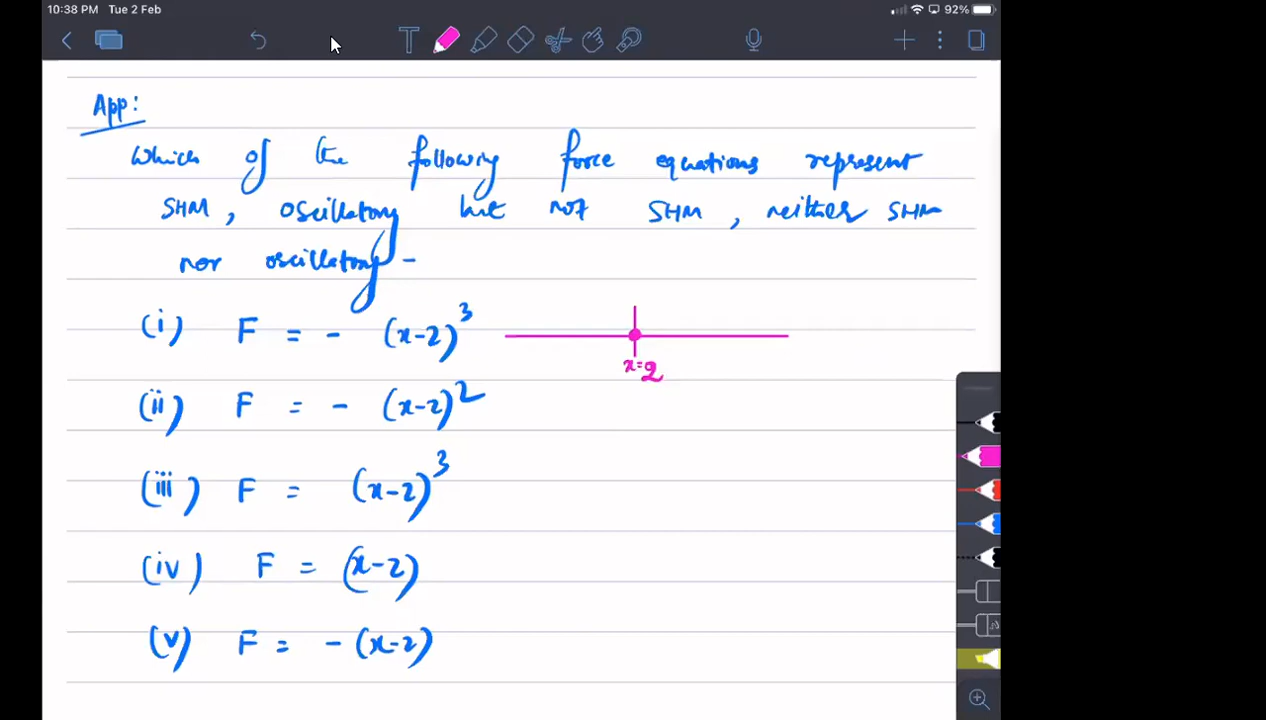 10:38 PM Tue 2 Feb 92%
App:
Which of the following force equations represent
SHM, oscillatory but not SHM, neither SHM
nor oscillatory -
(i) F = - (x-2)³
x=2
(ii) F = - (x-2)²
(iii) F = (x-2)³
(iv) F = (x-2)
(v) F = - (x-2)